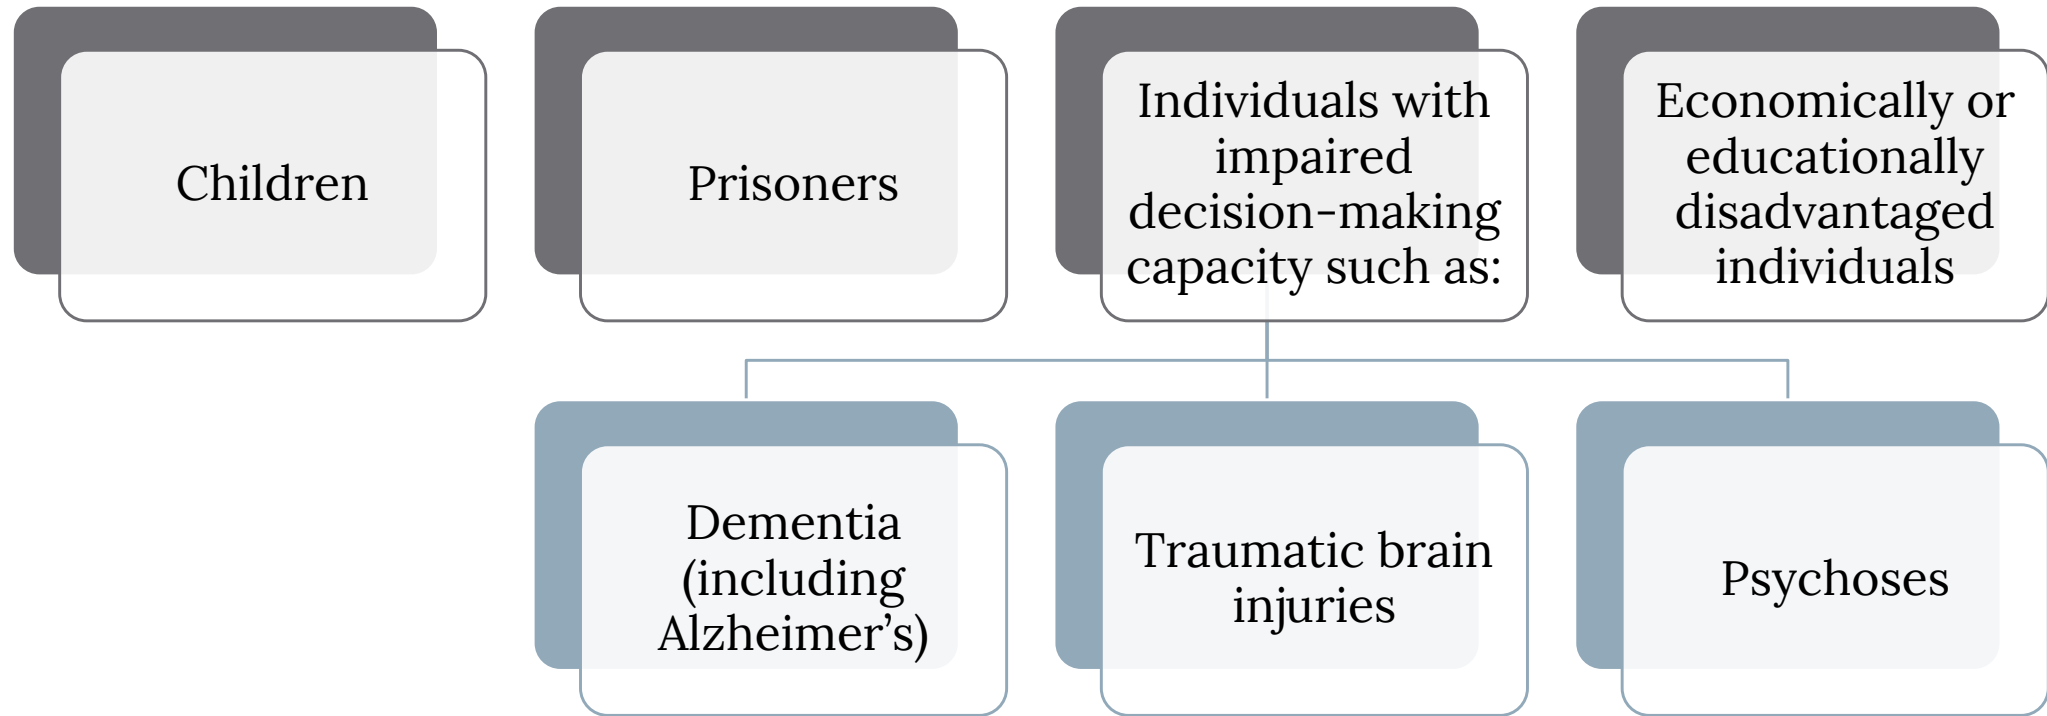 Children
Prisoners
Individuals with
impaired
decision-making
capacity such as:
Economically or
educationally
disadvantaged
individuals
Dementia
(including
Alzheimer’s)
Traumatic brain
injuries
Psychoses